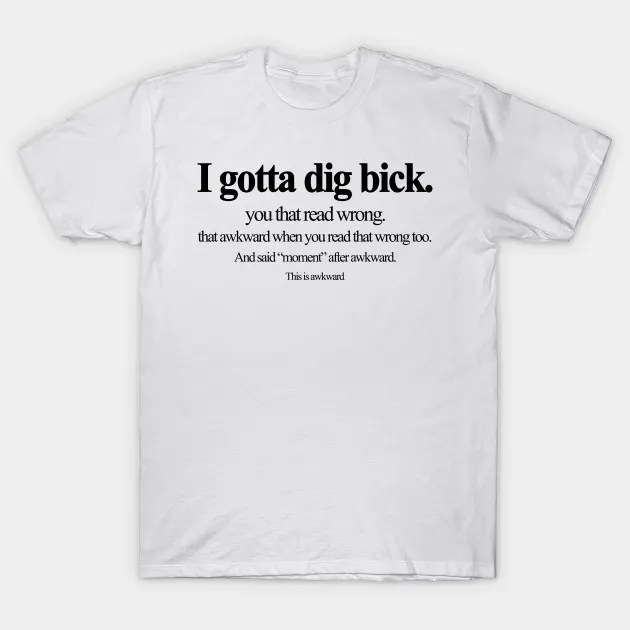 I gotta dig bick.
you that read wrong.
that awkward when you read that wrong too.
And said “moment” after awkward.
This is awkward